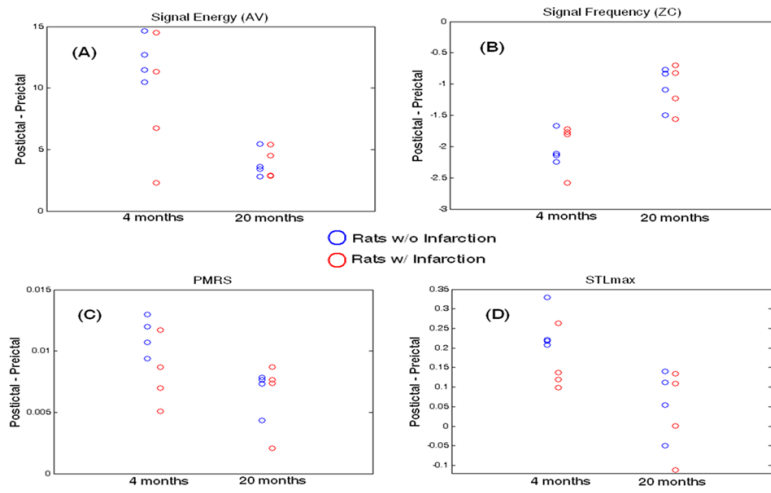 Signal Energy (AV)
(A)
Postictal - Preictal
15
10
5
0
4 months
20 months
Signal Frequency (ZC)
(B)
Postictal - Preictal
0
-0.5
-1
-1.5
-2
-2.5
-3
4 months
20 months
Rats w/o Infarction
Rats w/ Infarction
PMRS
(C)
Postictal - Preictal
0.015
0.01
0.005
0
4 months
20 months
STLmax
(D)
Postictal - Preictal
0.35
0.3
0.25
0.2
0.15
0.1
0.05
0
-0.05
-0.1
4 months
20 months